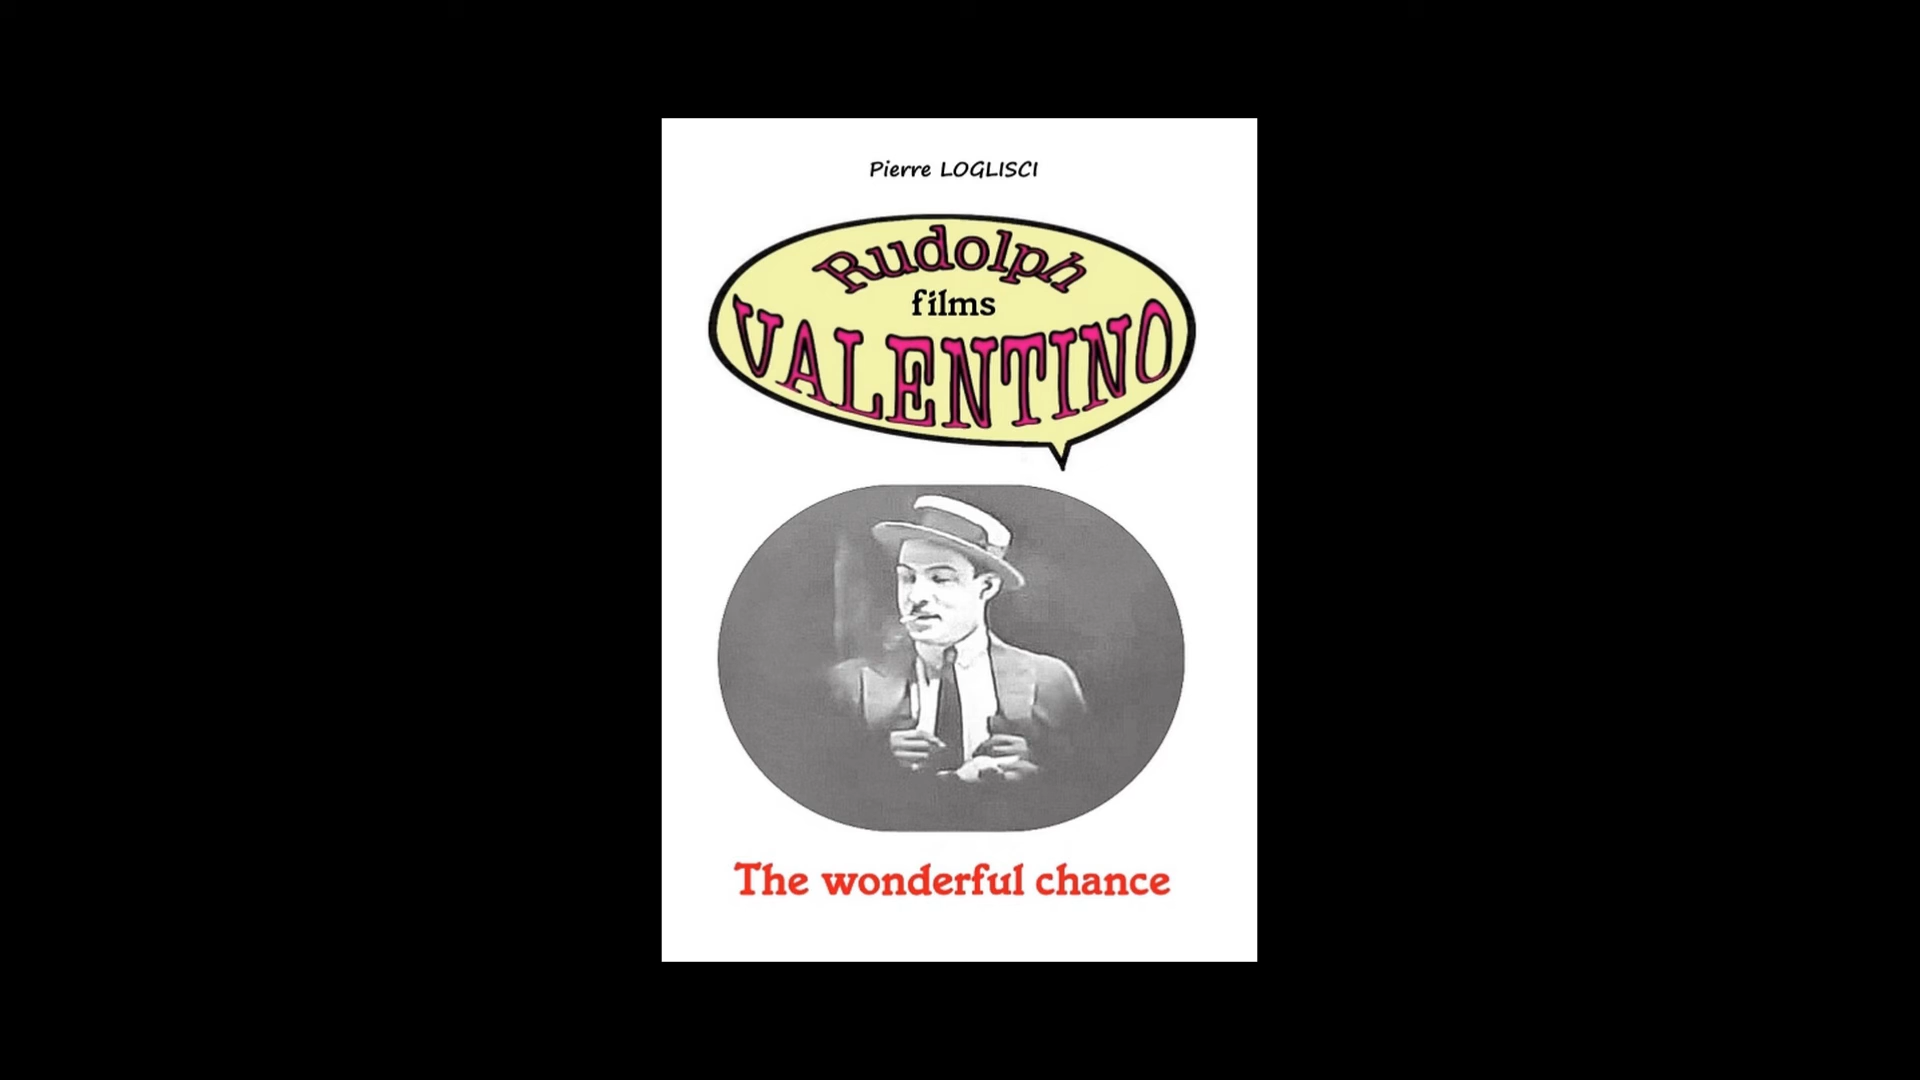 Pierre LOGLISCI
Rudolph
films
VALENTINO
The wonderful chance